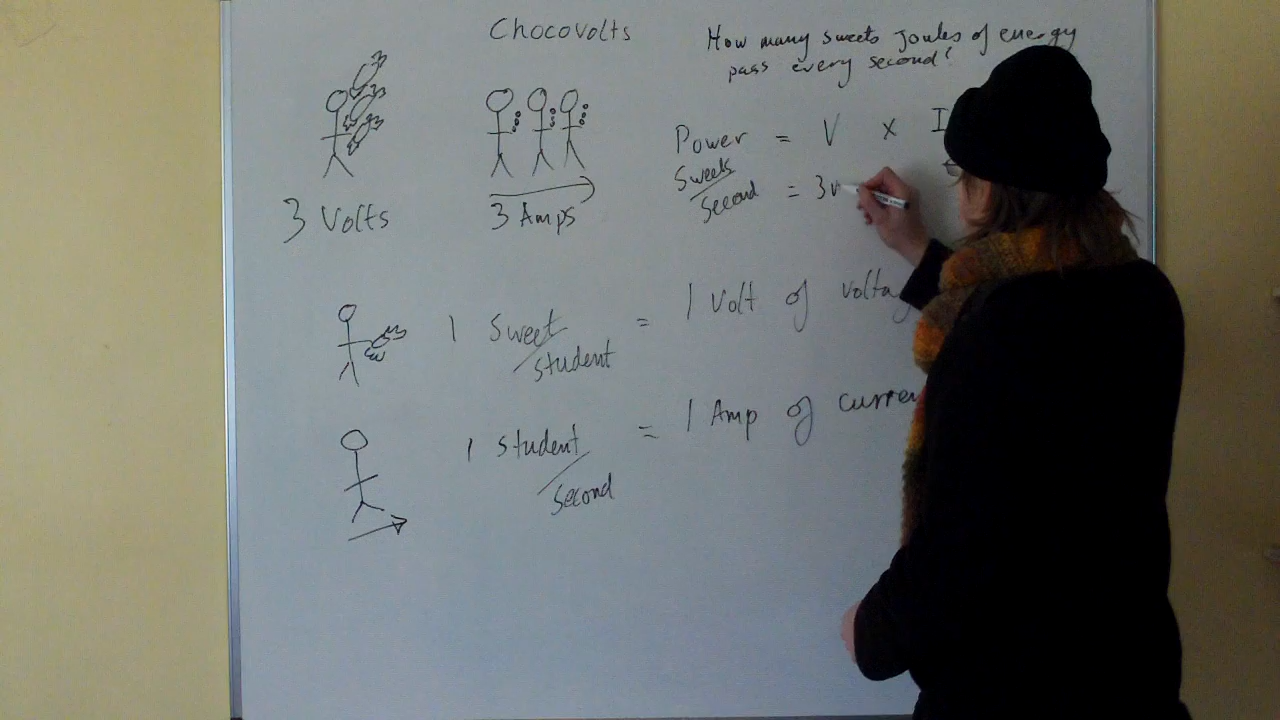 Chocovolts
How many sweets joules of energy
pass every second?
Power = V x I
Sweets/second = 3v
3 Volts
3 Amps
1 Sweet/student = 1 Volt of volta
1 Student/second = 1 Amp of curren